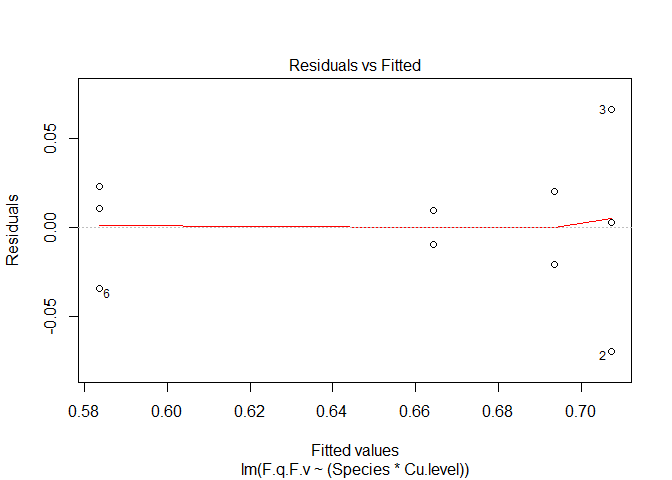 Residuals vs Fitted
3
0.05
0.00
Residuals
6
-0.05
2
0.58 0.60 0.62 0.64 0.66 0.68 0.70
Fitted values
lm(F.q.F.v ~ (Species * Cu.level))